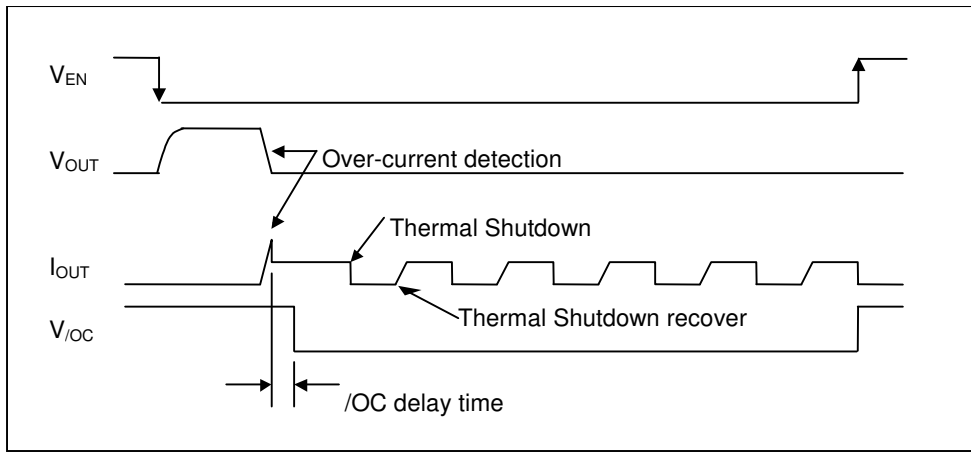 VEN
VOUT
Over-current detection
Thermal Shutdown
IOUT
Thermal Shutdown recover
V/OC
/OC delay time